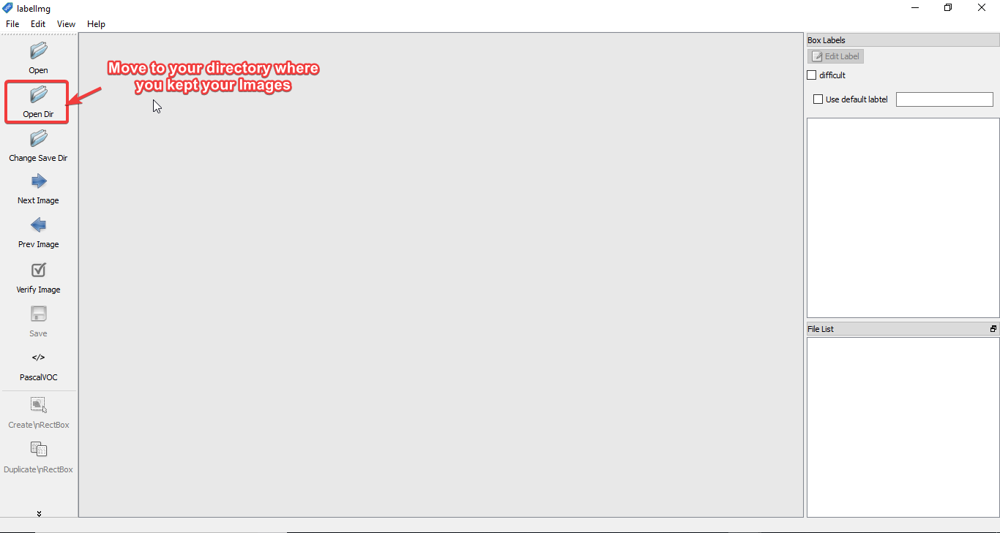 labelImg
File Edit View Help
Open
Move to your directory where
you kept your Images
Open Dir
Change Save Dir
Next Image
Prev Image
Verify Image
Save
</>
PascalVOC
Create\nRectBox
Duplicate\nRectBox
Box Labels
Edit Label
difficult
Use default labtel
File List